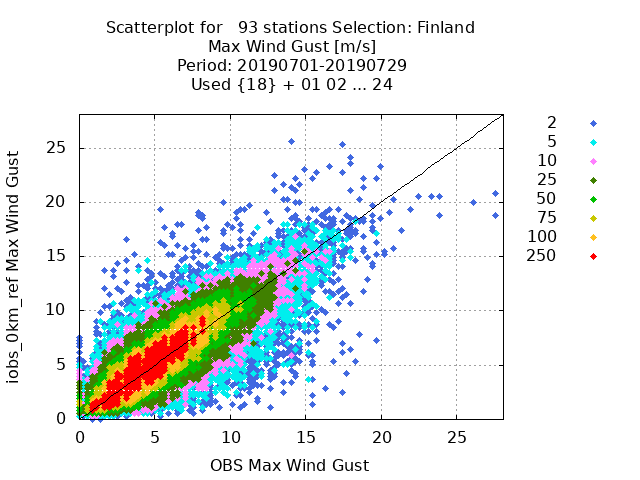 Scatterplot for   93 stations Selection: Finland
Max Wind Gust [m/s]
Period: 20190701-20190729
Used {18} + 01 02 ... 24
2
5
10
25
50
75
100
250
iobs_0km_ref Max Wind Gust
25
20
15
10
5
0
0 5 10 15 20 25
OBS Max Wind Gust